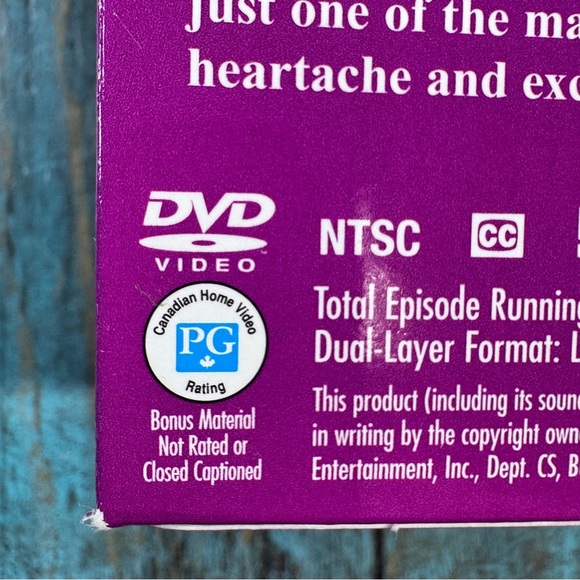 just one of the ma
heartache and exc
DVD
VIDEO
NTSC
CC
Canadian Home Video
PG
Rating
Bonus Material
Not Rated or
Closed Captioned
Total Episode Running
Dual-Layer Format: L
This product (including its soun
in writing by the copyright own
Entertainment, Inc., Dept. CS, B